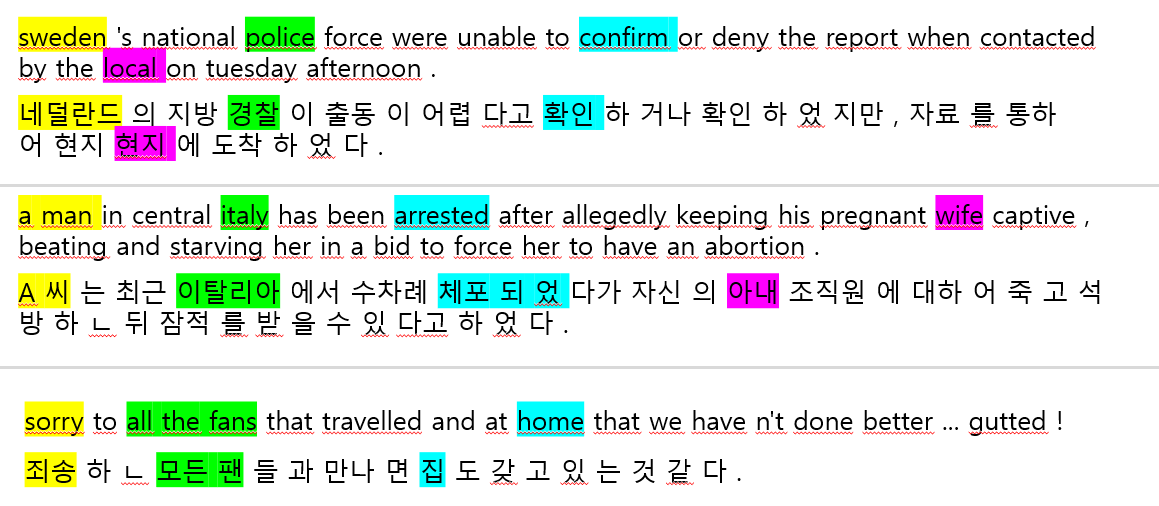 sweden 's national police force were unable to confirm or deny the report when contacted
by the local on tuesday afternoon .
네덜란드 의 지방 경찰 이 출동 이 어렵 다고 확인 하 거나 확인 하 었 지만 , 자료 를 통하
어 현지 현지 에 도착 하 었 다 .
a man in central italy has been arrested after allegedly keeping his pregnant wife captive ,
beating and starving her in a bid to force her to have an abortion .
A 씨 는 최근 이탈리아 에서 수차례 체포 되 었 다가 자신 의 아내 조직원 에 대하 어 죽 고 석
방 하 ㄴ 뒤 잠적 를 받 을 수 있 다고 하 었 다 .
sorry to all the fans that travelled and at home that we have n't done better ... gutted !
죄송 하 ㄴ 모든 팬 들 과 만나 면 집 도 갖 고 있 는 것 같 다 .